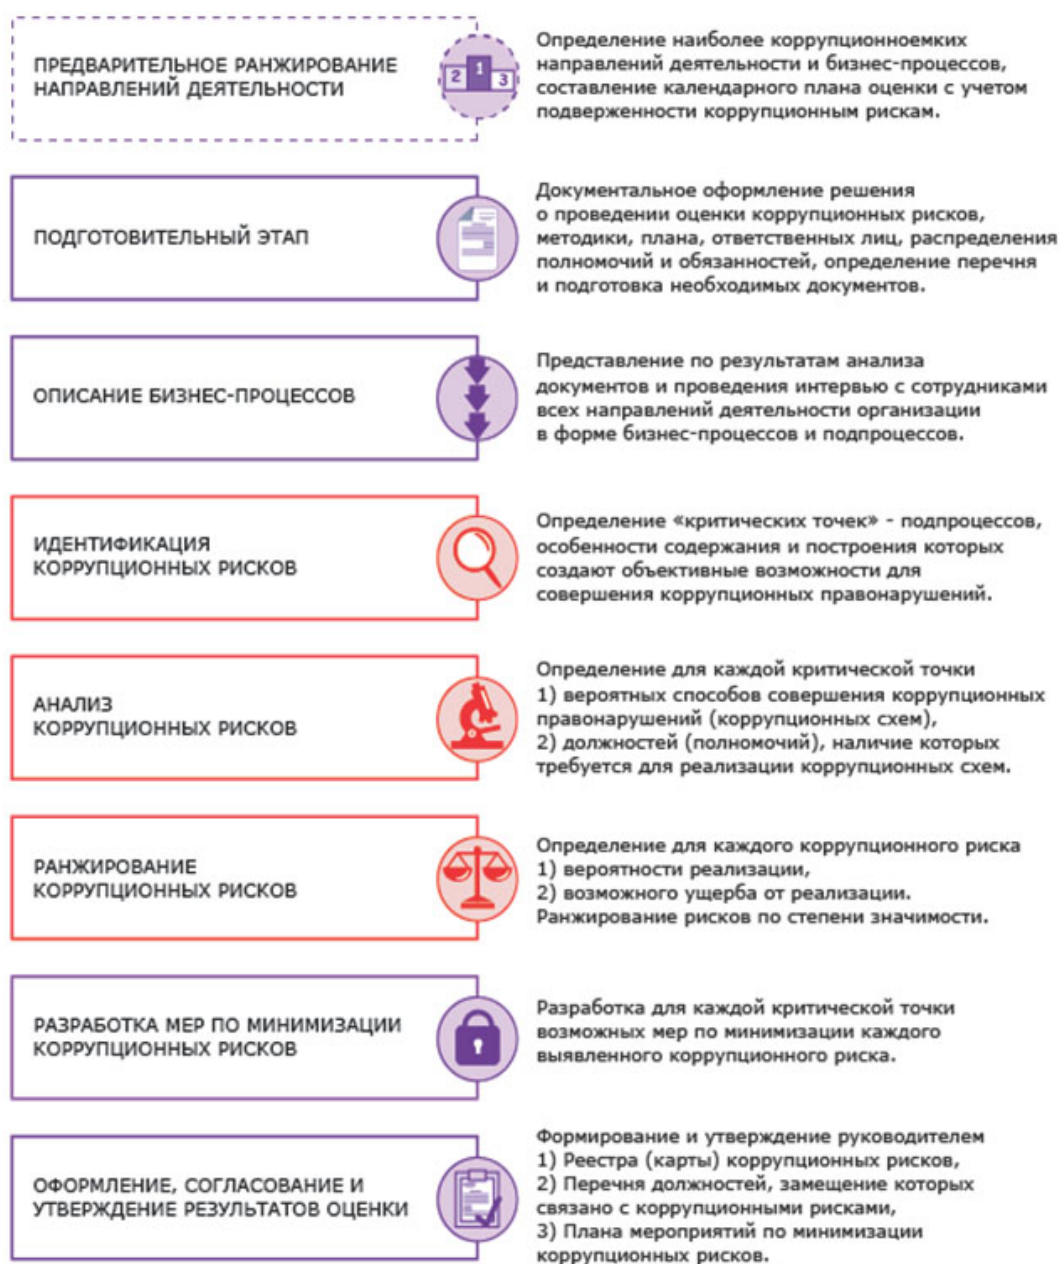 ПРЕДВАРИТЕЛЬНОЕ РАНЖИРОВАНИЕ
НАПРАВЛЕНИЙ ДЕЯТЕЛЬНОСТИ
2 1 3
Определение наиболее коррупционноемких
направлений деятельности и бизнес-процессов,
составление календарного плана оценки с учетом
подверженности коррупционным рискам.
ПОДГОТОВИТЕЛЬНЫЙ ЭТАП
Документальное оформление решения
о проведении оценки коррупционных рисков,
методики, плана, ответственных лиц, распределения
полномочий и обязанностей, определение перечня
и подготовка необходимых документов.
ОПИСАНИЕ БИЗНЕС-ПРОЦЕССОВ
Представление по результатам анализа
документов и проведения интервью с сотрудниками
всех направлений деятельности организации
в форме бизнес-процессов и подпроцессов.
ИДЕНТИФИКАЦИЯ
КОРРУПЦИОННЫХ РИСКОВ
Определение «критических точек» - подпроцессов,
особенности содержания и построения которых
создают объективные возможности для
совершения коррупционных правонарушений.
АНАЛИЗ
КОРРУПЦИОННЫХ РИСКОВ
Определение для каждой критической точки
1) вероятных способов совершения коррупционных
правонарушений (коррупционных схем),
2) должностей (полномочий), наличие которых
требуется для реализации коррупционных схем.
РАНЖИРОВАНИЕ
КОРРУПЦИОННЫХ РИСКОВ
Определение для каждого коррупционного риска
1) вероятности реализации,
2) возможного ущерба от реализации.
Ранжирование рисков по степени значимости.
РАЗРАБОТКА МЕР ПО МИНИМИЗАЦИИ
КОРРУПЦИОННЫХ РИСКОВ
Разработка для каждой критической точки
возможных мер по минимизации каждого
выявленного коррупционного риска.
ОФОРМЛЕНИЕ, СОГЛАСОВАНИЕ И
УТВЕРЖДЕНИЕ РЕЗУЛЬТАТОВ ОЦЕНКИ
Формирование и утверждение руководителем
1) Реестра (карты) коррупционных рисков,
2) Перечня должностей, замещение которых
связано с коррупционными рисками,
3) Плана мероприятий по минимизации
коррупционных рисков.